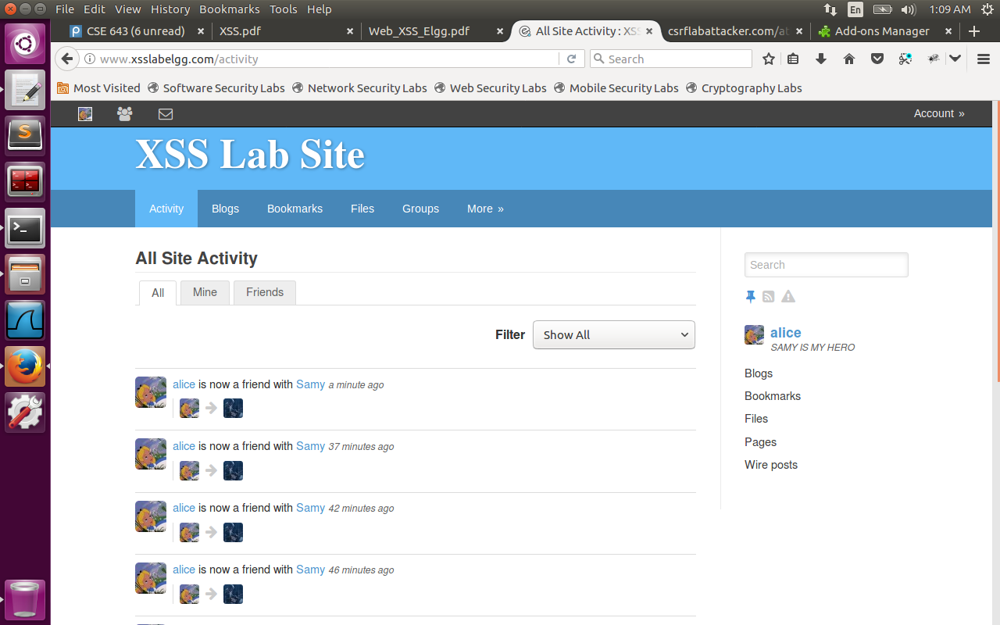 File Edit View History Bookmarks Tools Help En 1:09 AM
CSE 643 (6 unread) XSS.pdf Web_XSS_Elgg.pdf All Site Activity : XSS csrflabattacker.com/at Add-ons Manager
www.xsslabelgg.com/activity Search
Most Visited Software Security Labs Network Security Labs Web Security Labs Mobile Security Labs Cryptography Labs
Account »
XSS Lab Site
Activity Blogs Bookmarks Files Groups More »
All Site Activity
All Mine Friends
Filter Show All
alice is now a friend with Samy a minute ago
alice is now a friend with Samy 37 minutes ago
alice is now a friend with Samy 42 minutes ago
alice is now a friend with Samy 46 minutes ago
Search
alice
SAMY IS MY HERO
Blogs
Bookmarks
Files
Pages
Wire posts